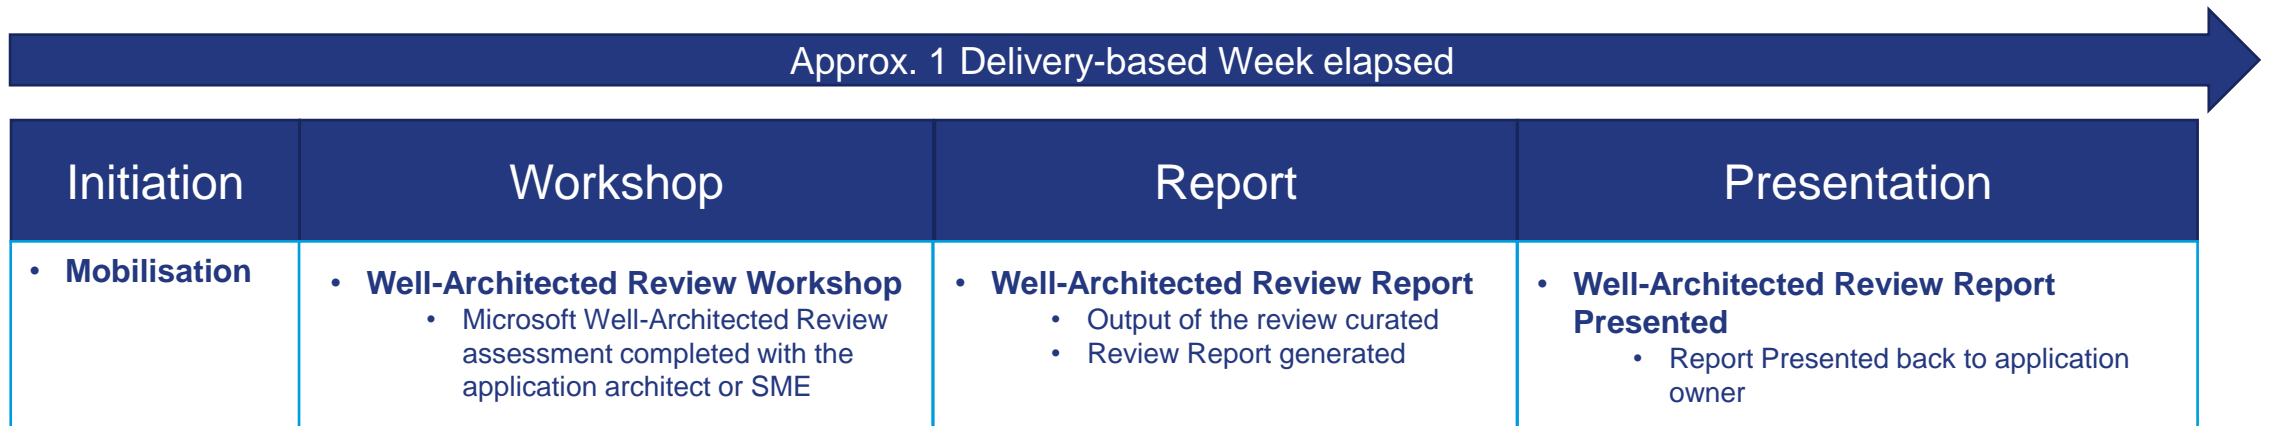 Approx. 1 Delivery-based Week elapsed
Initiation
Workshop
Report
Presentation
• Mobilisation
• Well-Architected Review Workshop
• Microsoft Well-Architected Review
assessment completed with the
application architect or SME
• Well-Architected Review Report
• Output of the review curated
• Review Report generated
• Well-Architected Review Report
Presented
• Report Presented back to application
owner